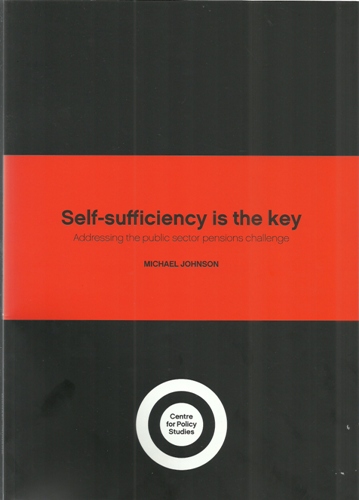 Self-sufficiency is the key
Addressing the public sector pensions challenge
MICHAEL JOHNSON
Centre
for Policy
Studies